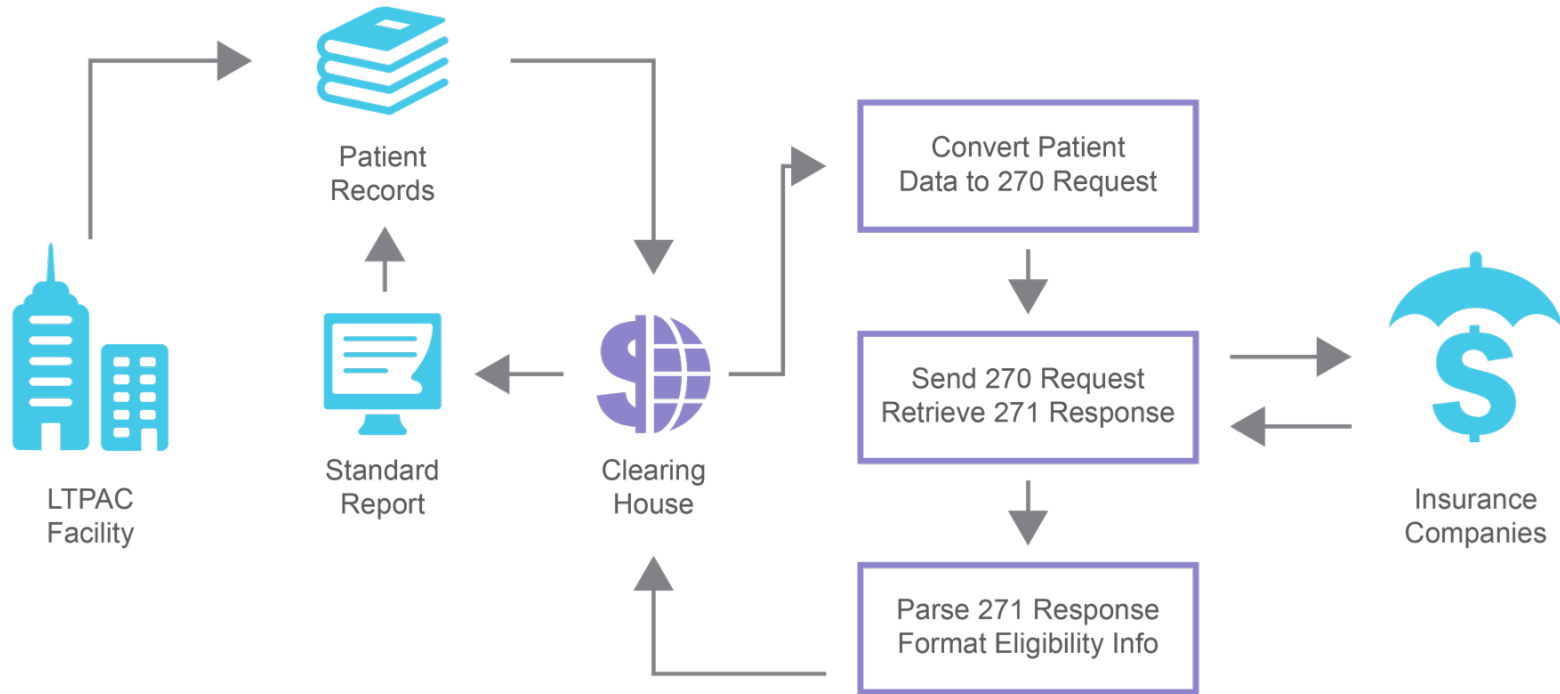 Patient
Records
Convert Patient
Data to 270 Request
Send 270 Request
Retrieve 271 Response
Standard
Report
Clearing
House
LTPAC
Facility
Insurance
Companies
Parse 271 Response
Format Eligibility Info